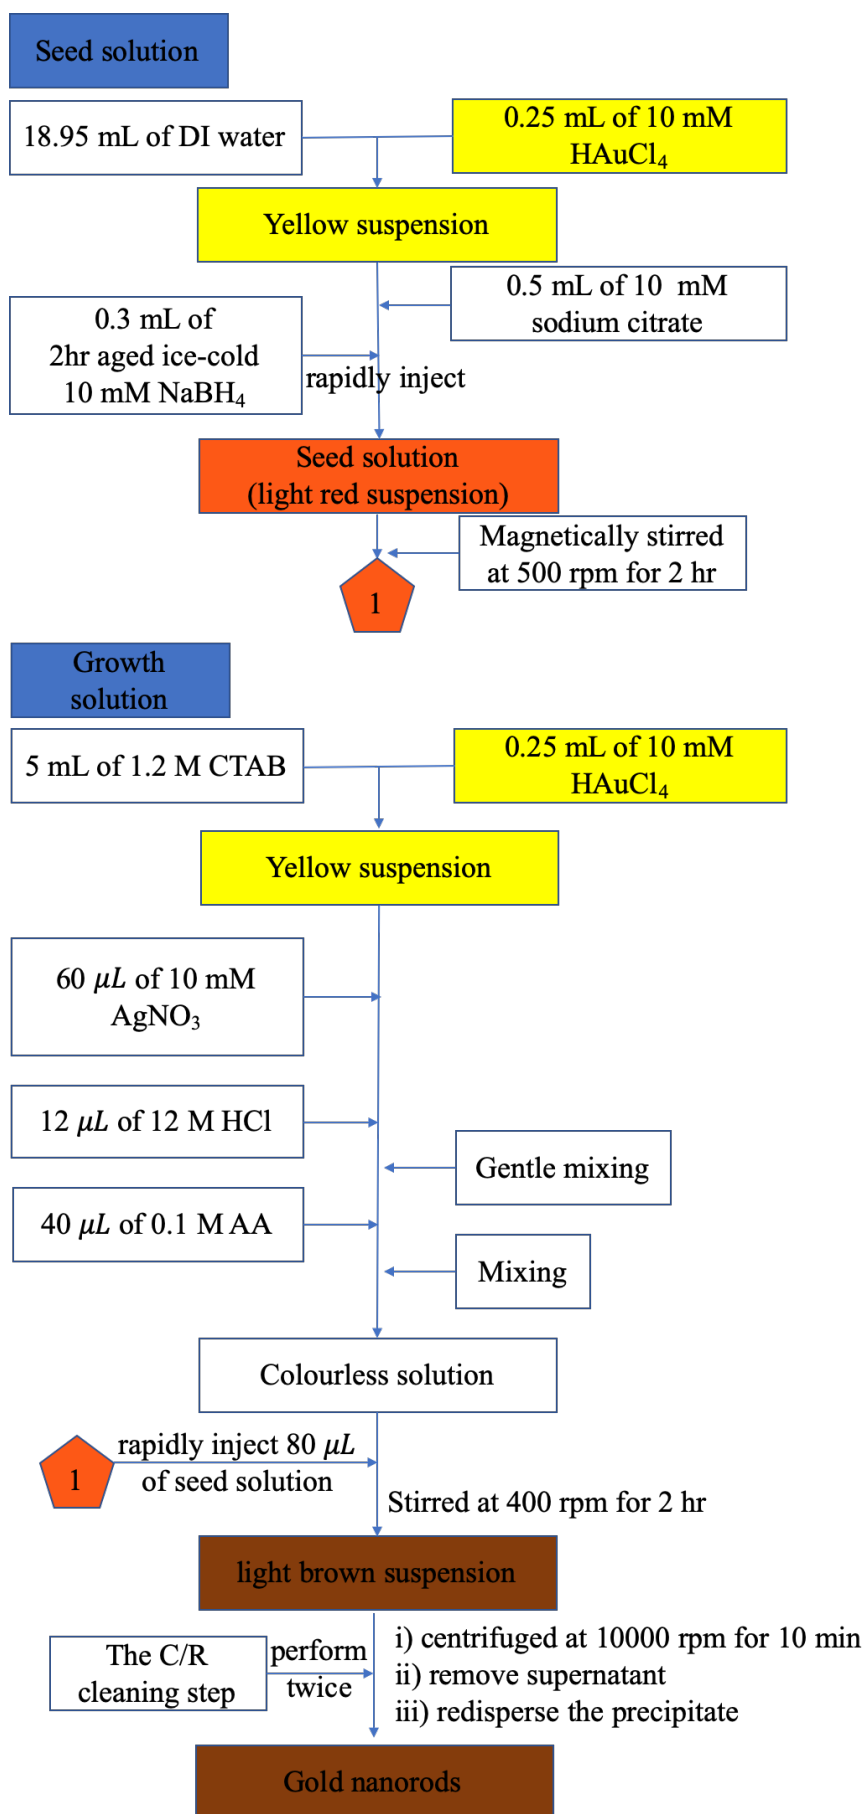 Seed solution
18.95 mL of DI water
0.25 mL of 10 mM
HAuCl₄
Yellow suspension
0.5 mL of 10 mM
sodium citrate
0.3 mL of
2hr aged ice-cold
10 mM NaBH₄
rapidly inject
Seed solution
(light red suspension)
Magnetically stirred
at 500 rpm for 2 hr
1
Growth
solution
5 mL of 1.2 M CTAB
0.25 mL of 10 mM
HAuCl₄
Yellow suspension
60 μL of 10 mM
AgNO₃
12 μL of 12 M HCl
Gentle mixing
40 μL of 0.1 M AA
Mixing
Colourless solution
1
rapidly inject 80 μL
of seed solution
Stirred at 400 rpm for 2 hr
light brown suspension
The C/R
cleaning step
perform
twice
i) centrifuged at 10000 rpm for 10 min
ii) remove supernatant
iii) redisperse the precipitate
Gold nanorods